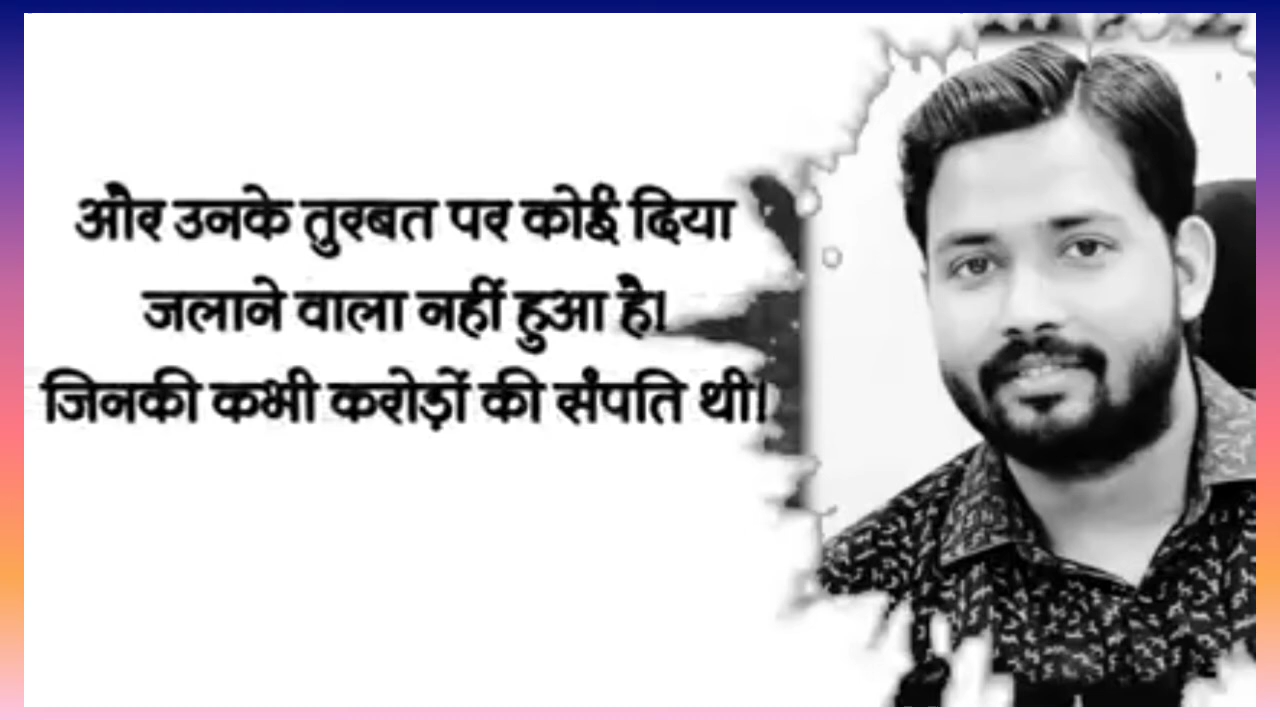 और उनके तुरबत पर कोई दिया
जलाने वाला नहीं हुआ है।
जिनकी कभी करोड़ों की संपति थी।